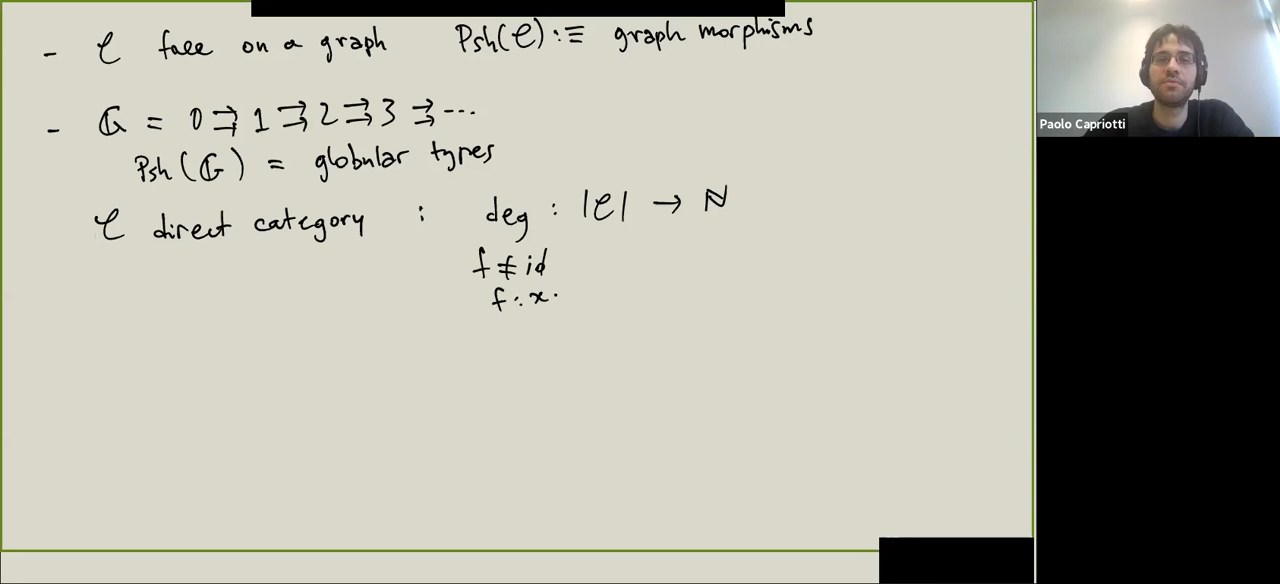 - C free on a graph Psh(C) :≡ graph morphisms
- G = 0 ⇉ 1 ⇉ 2 ⇉ 3 ⇉ ...
Psh(G) = globular types
C direct category : deg : |C| → ℕ
f ≠ id
f : x
Paolo Capriotti